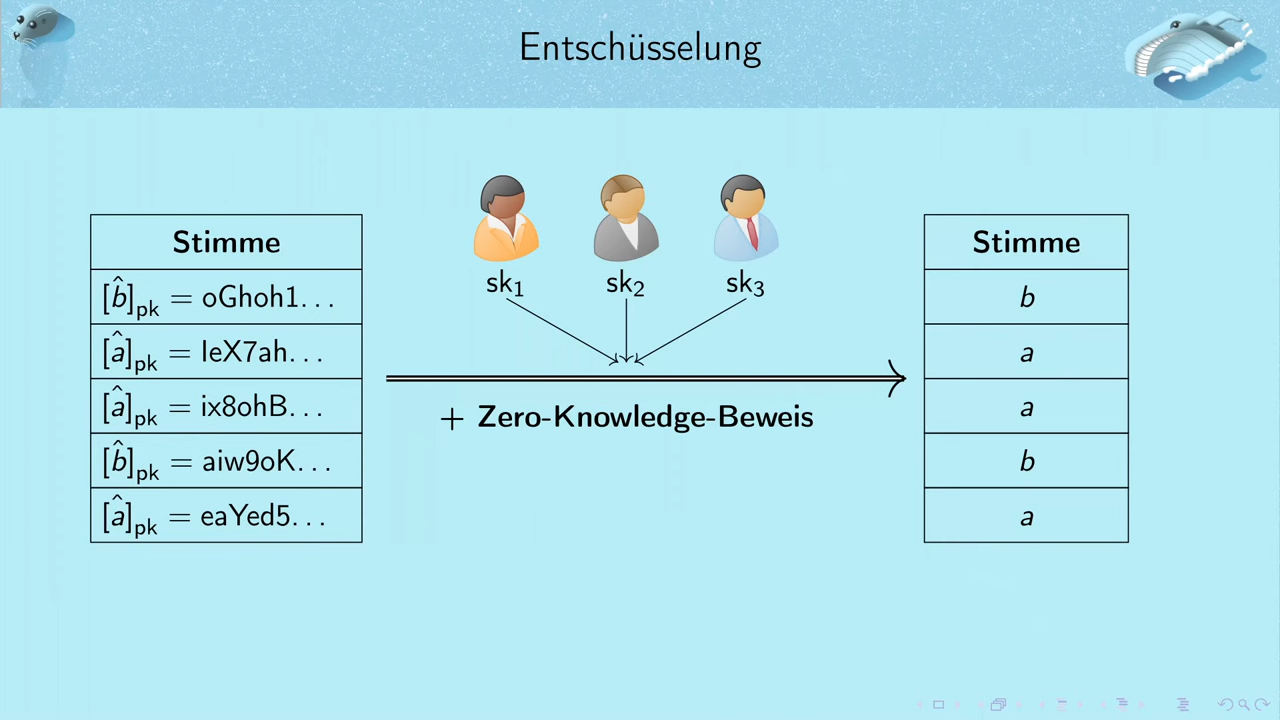 Entschüsselung
Stimme
[b̂]pk = oGhoh1...
[â]pk = IeX7ah...
[â]pk = ix8ohB...
[b̂]pk = aiw9oK...
[â]pk = eaYed5...
sk1 sk2 sk3
+ Zero-Knowledge-Beweis
Stimme
b
a
a
b
a